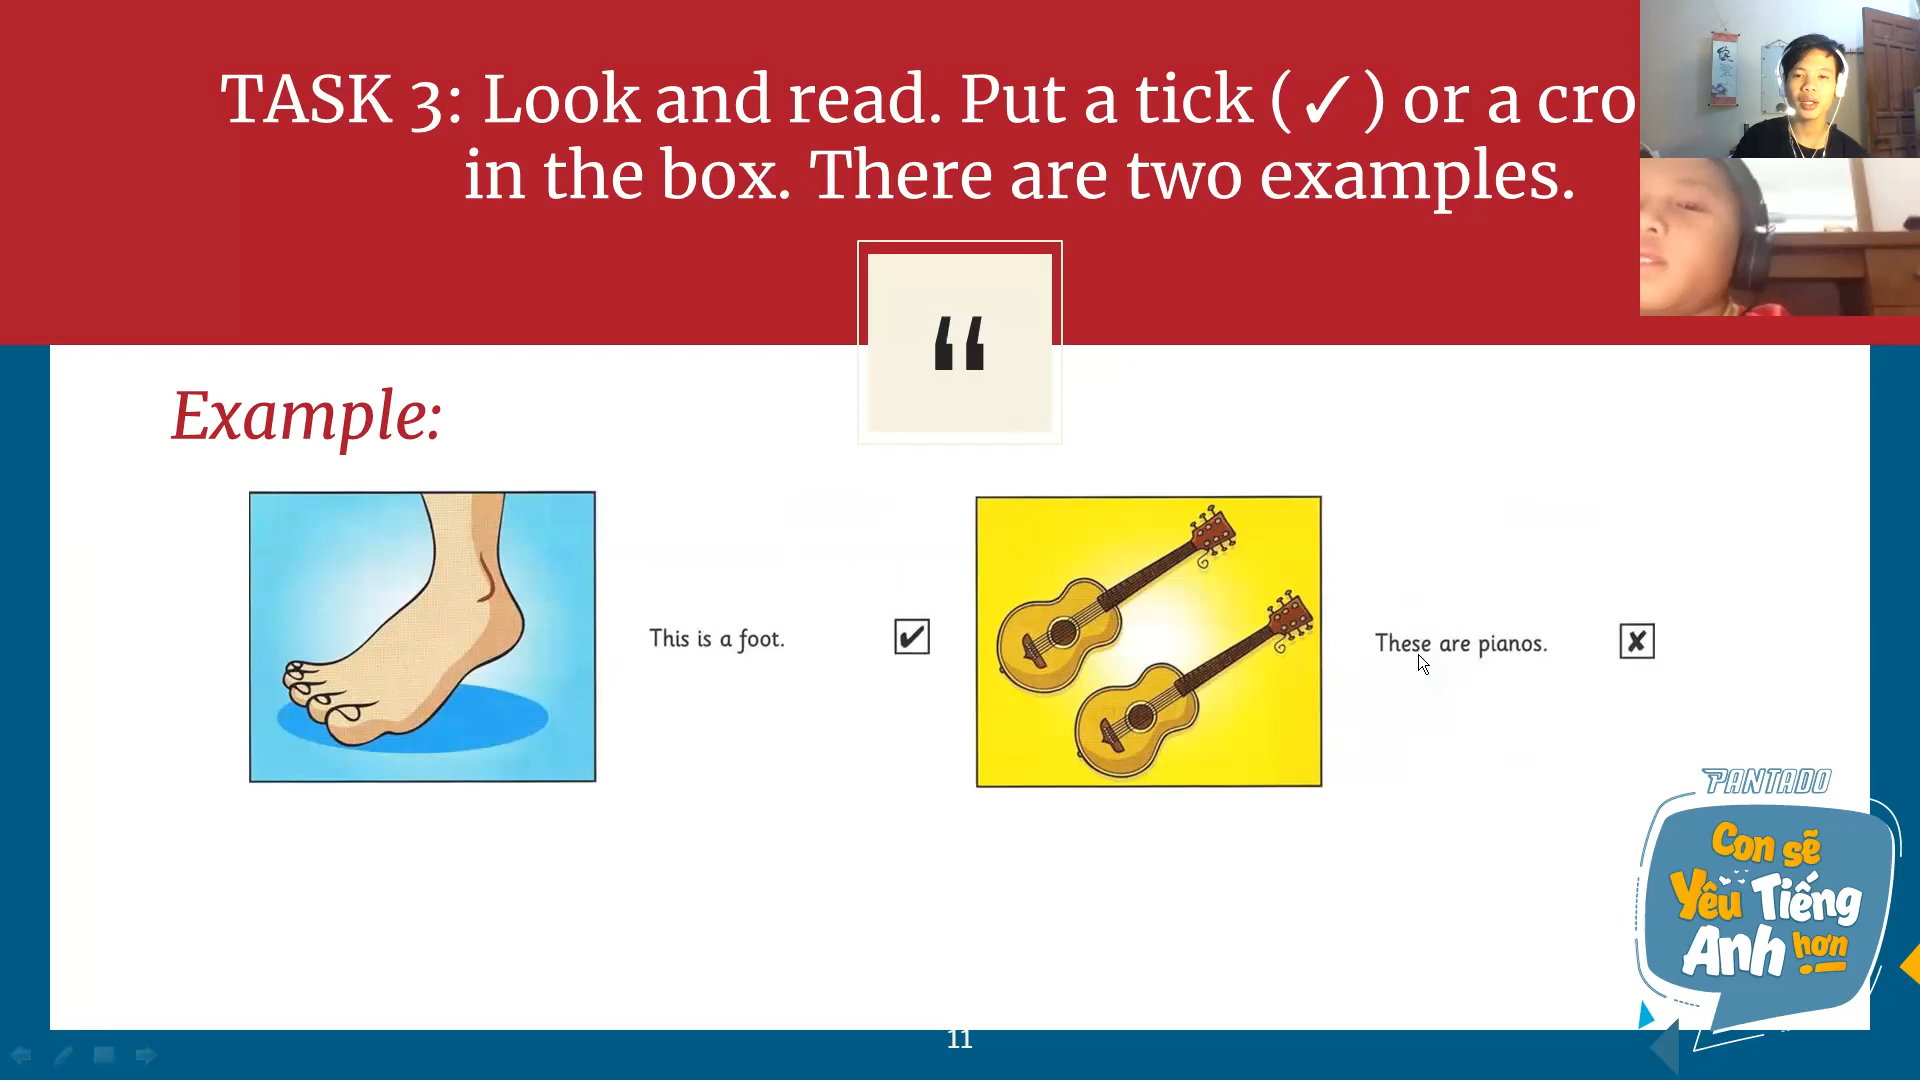 TASK 3: Look and read. Put a tick (✓) or a cro
in the box. There are two examples.
“
Example:
This is a foot. ✔
These are pianos. ✘
PANTADO
Con sẽ
Yêu Tiếng
Anh hơn
11